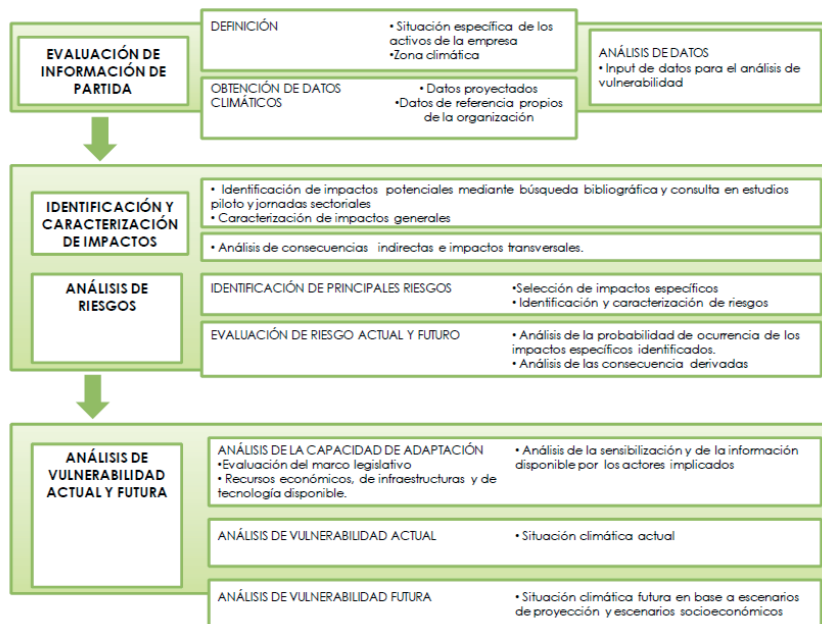 EVALUACIÓN DE
INFORMACIÓN DE
PARTIDA
DEFINICIÓN
• Situación específica de los
activos de la empresa
•Zona climática
OBTENCIÓN DE DATOS
CLIMÁTICOS
• Datos proyectados
•Datos de referencia propios
de la organización
ANÁLISIS DE DATOS
• Input de datos para el análisis de
vulnerabilidad
IDENTIFICACIÓN Y
CARACTERIZACIÓN
DE IMPACTOS
• Identificación de impactos potenciales mediante búsqueda bibliográfica y consulta en estudios
piloto y jornadas sectoriales
• Caracterización de impactos generales
• Análisis de consecuencias indirectas e impactos transversales.
ANÁLISIS DE
RIESGOS
IDENTIFICACIÓN DE PRINCIPALES RIESGOS
•Selección de impactos específicos
• Identificación y caracterización de riesgos
EVALUACIÓN DE RIESGO ACTUAL Y FUTURO
• Análisis de la probabilidad de ocurrencia de los
impactos específicos identificados.
• Análisis de las consecuencia derivadas
ANÁLISIS DE
VULNERABILIDAD
ACTUAL Y FUTURA
ANÁLISIS DE LA CAPACIDAD DE ADAPTACIÓN
•Evaluación del marco legislativo
• Recursos económicos, de infraestructuras y de
tecnología disponible.
• Análisis de la sensibilización y de la información
disponible por los actores implicados
ANÁLISIS DE VULNERABILIDAD ACTUAL
• Situación climática actual
ANÁLISIS DE VULNERABILIDAD FUTURA
• Situación climática futura en base a escenarios
de proyección y escenarios socioeconómicos